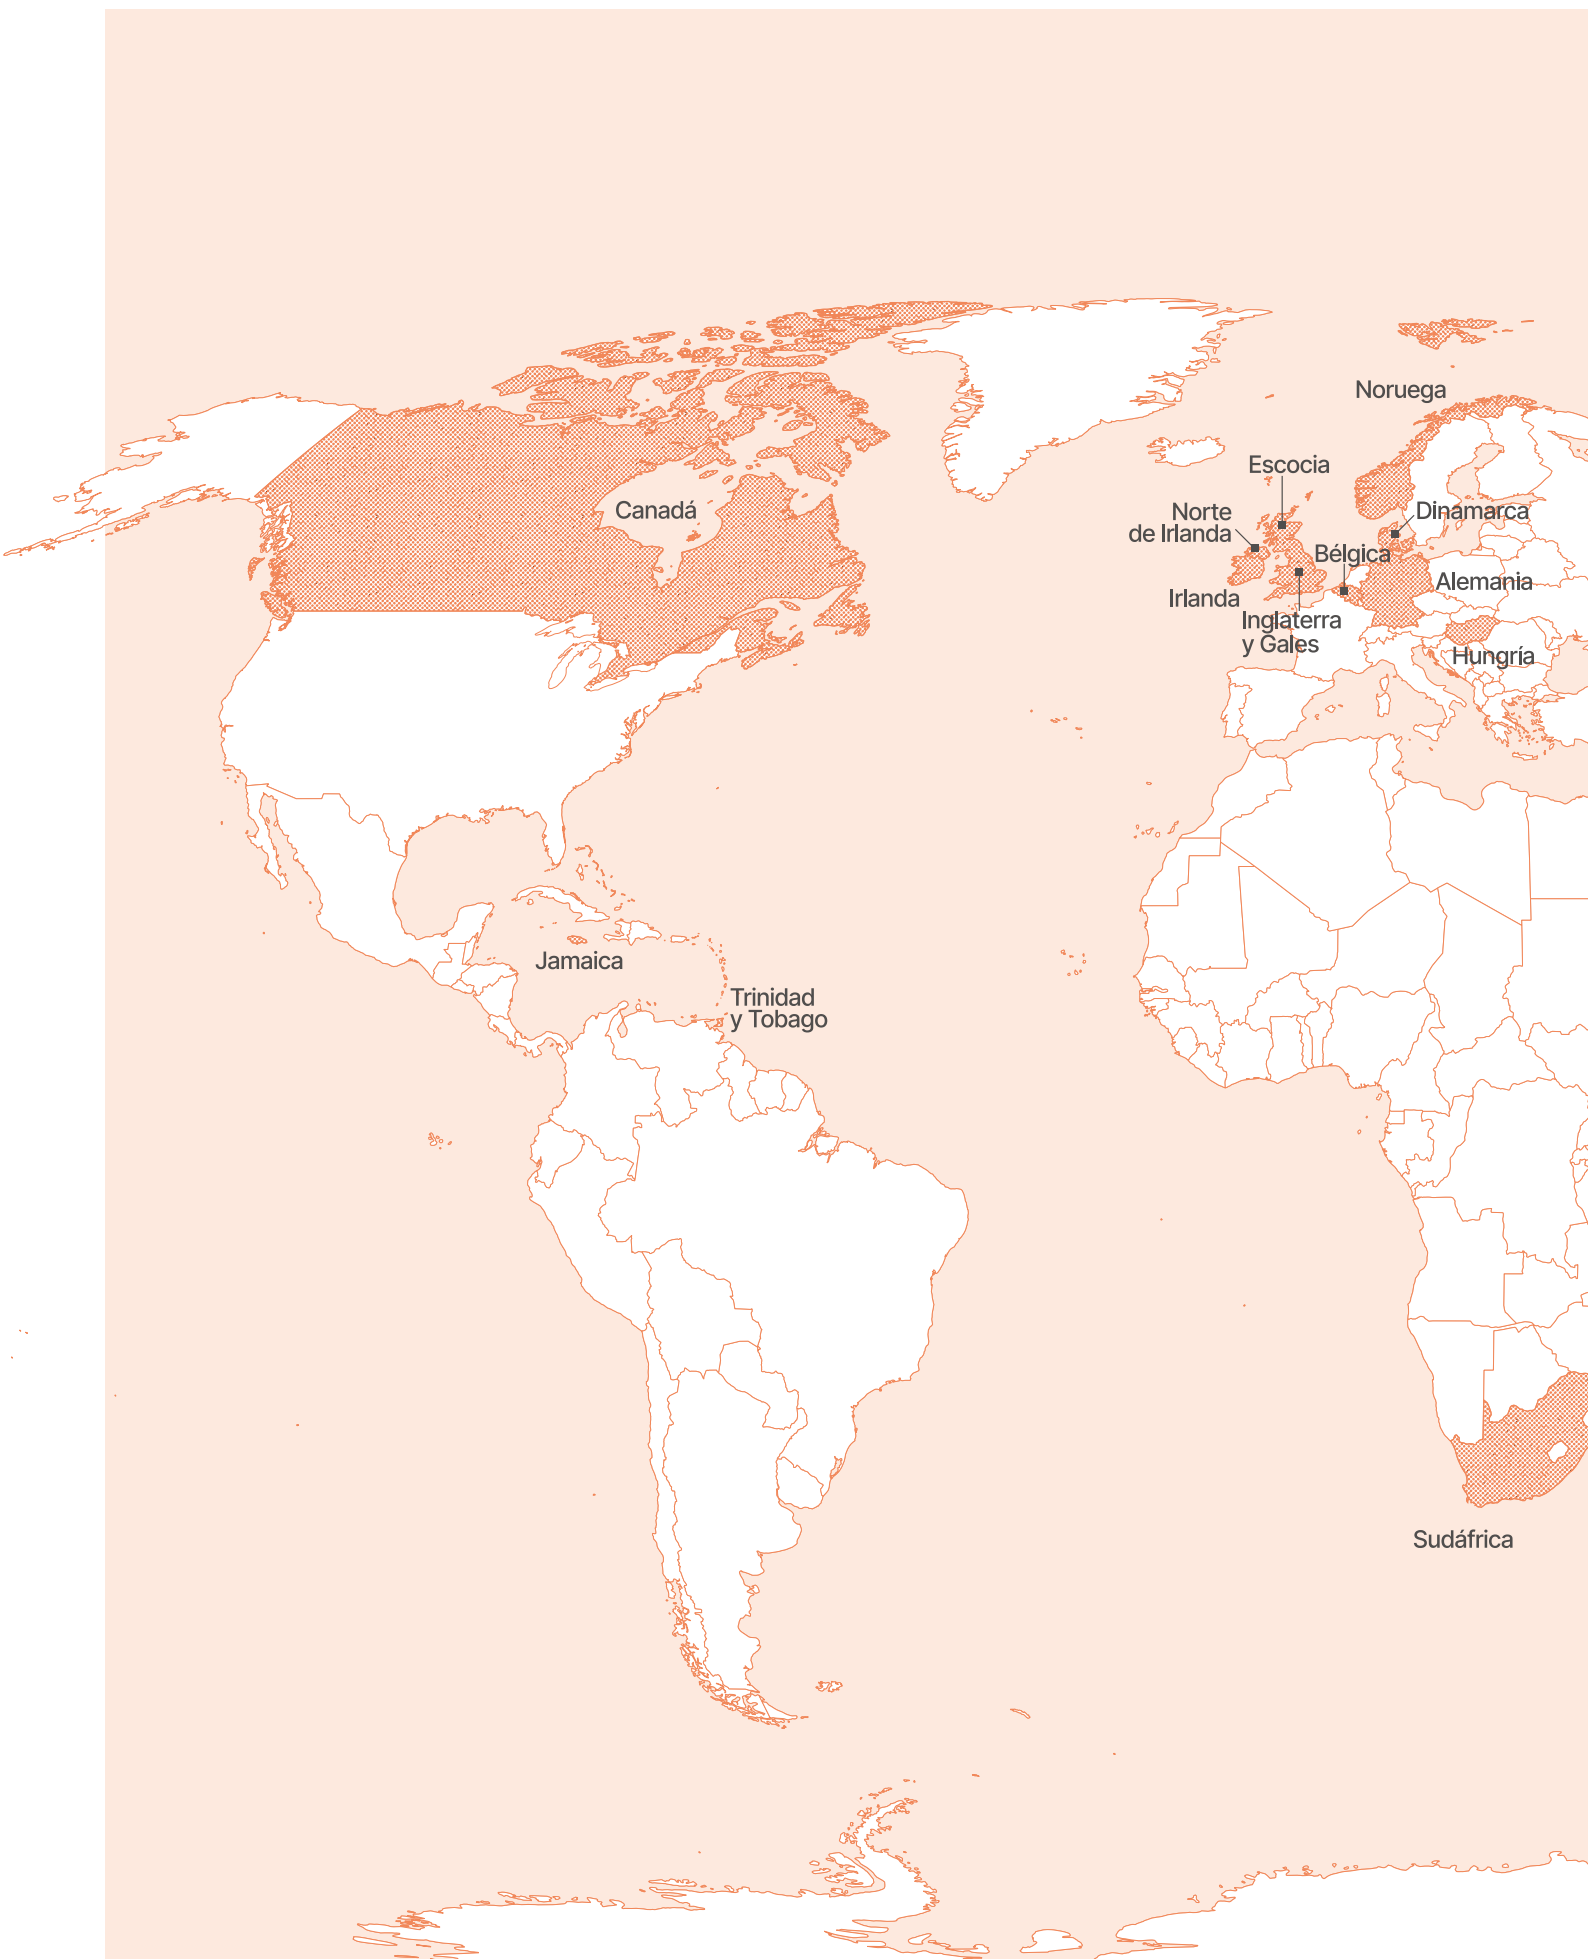 Noruega
Escocia
Canadá
Norte
de Irlanda
Dinamarca
Bélgica
Alemania
Irlanda
Inglaterra
y Gales
Hungría
Jamaica
Trinidad
y Tobago
Sudáfrica